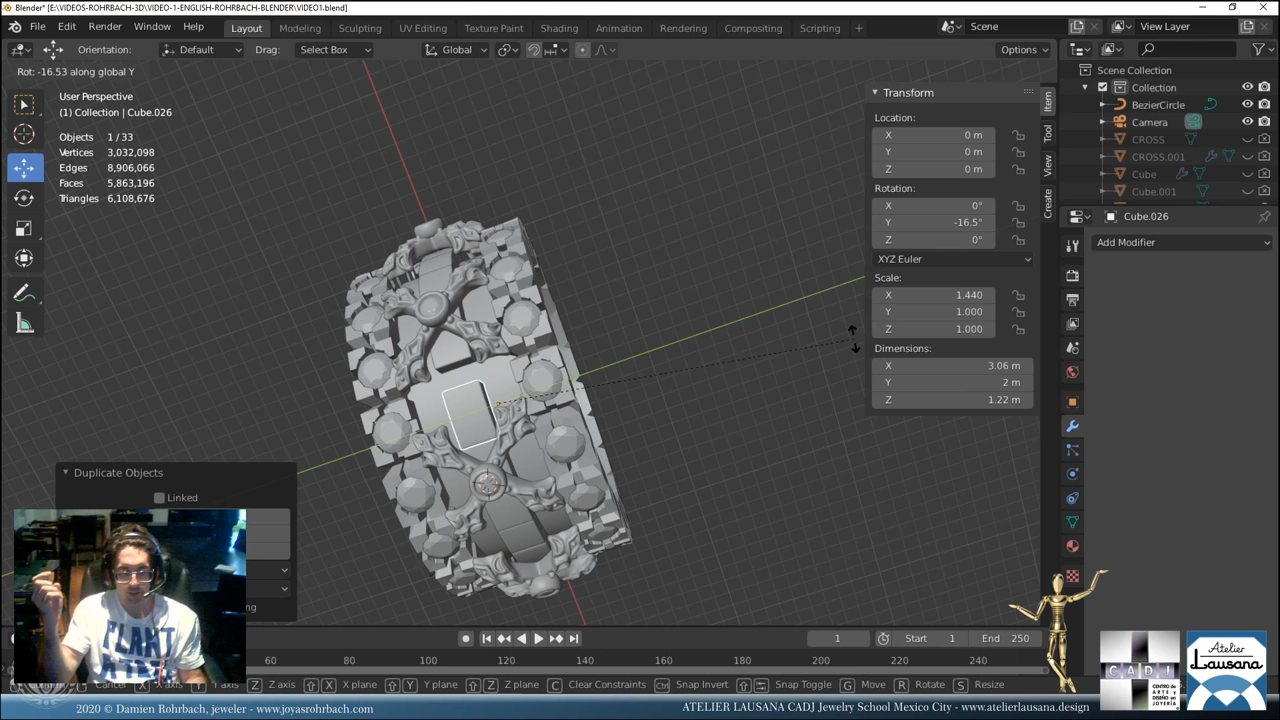 Blender* [E:\VIDEOS-ROHRBACH-3D\VIDEO-1-ENGLISH-ROHRBACH-BLENDER\VIDEO1.blend]
File Edit Render Window Help Layout Modeling Sculpting UV Editing Texture Paint Shading Animation Rendering Compositing Scripting + Scene View Layer
Orientation: Default Drag: Select Box Global Options
Rot: -16.53 along global Y
User Perspective
(1) Collection | Cube.026
Objects 1 / 33
Vertices 3,032,098
Edges 8,906,066
Faces 5,863,196
Triangles 6,108,676
Transform
Location:
X 0 m
Y 0 m
Z 0 m
Rotation:
X 0°
Y -16.5°
Z 0°
XYZ Euler
Scale:
X 1.440
Y 1.000
Z 1.000
Dimensions:
X 3.06 m
Y 2 m
Z 1.22 m
Item
Tool
View
Create
Scene Collection
Collection
BezierCircle
Camera
CROSS
CROSS.001
Cube
Cube.001
Cube.026
Add Modifier
Duplicate Objects
Linked
PLANT
1 Start 1 End 250
60 80 100 120 140 160 180 200 220 240
Cancel X X axis Y axis Z Z axis X X plane Y Y plane Z Z plane C Clear Constraints Ctrl Snap Invert Snap Toggle G Move R Rotate S Resize
CADJ
CENTRO DE
ARTE Y
DISEÑO EN
JOYERÍA
Atelier
Lausana
2020 © Damien Rohrbach, jeweler - www.joyasrohrbach.com
ATELIER LAUSANA CADJ Jewelry School Mexico City - www.atelierlausana.design